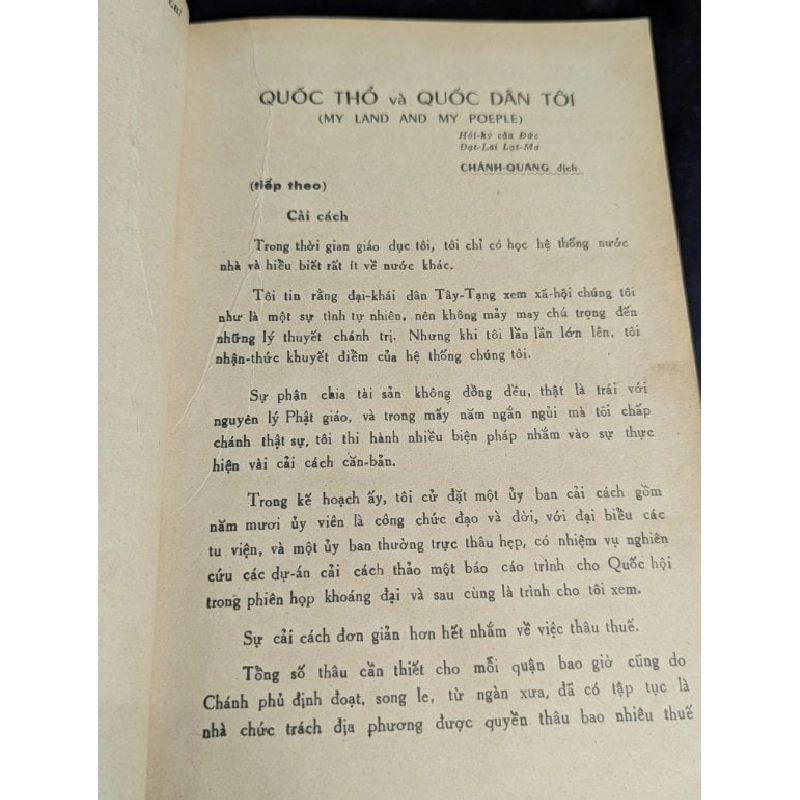 QUỐC THỔ và QUỐC DÂN TÔI
(MY LAND AND MY POEPLE)
Hồi-ký của Đức
Đạt-Lai Lạt-Ma
CHÁNH-QUANG dịch
(tiếp theo)
Cải cách
Trong thời gian giáo dục tôi, tôi chỉ có học hệ thống nước
nhà và hiểu biết rất ít về nước khác.
Tôi tin rằng đại-khái dân Tây-Tạng xem xã-hội chúng tôi
như là một sự tình tự nhiên, nên không mảy may chú trọng đến
những lý thuyết chánh trị. Nhưng khi tôi lần lần lớn lên, tôi
nhận-thức khuyết điểm của hệ thống chúng tôi.
Sự phận chia tài sản không đồng đều, thật là trái với
nguyên lý Phật giáo, và trong mấy năm ngắn ngủi mà tôi chấp
chánh thật sự, tôi thi hành nhiều biện pháp nhắm vào sự thực
hiện vài cải cách căn-bản.
Trong kế hoạch ấy, tôi cử đặt một ủy ban cải cách gồm
năm mươi ủy viên là công chức đạo và đời, với đại biểu các
tu viện, và một ủy ban thường trực thâu hẹp, có nhiệm vụ nghiên
cứu các dự-án cải cách thảo một báo cáo trình cho Quốc hội
trong phiên họp khoáng đại và sau cùng là trình cho tôi xem.
Sự cải cách đơn giản hơn hết nhắm về việc thâu thuế.
Tổng số thâu cần thiết cho mỗi quận bao giờ cũng do
Chánh phủ định đoạt, song le, từ ngàn xưa, đã có tập tục là
nhà chức trách địa phương được quyền thâu bao nhiêu thuế